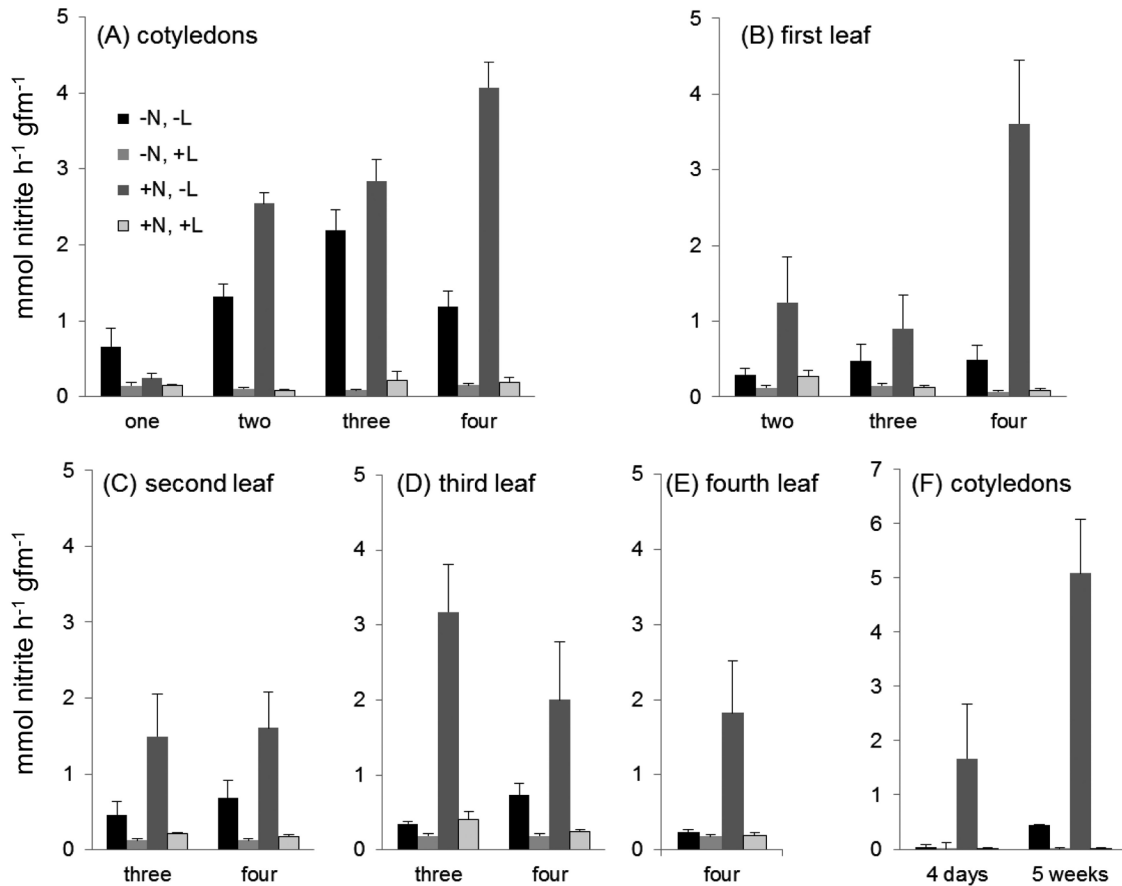 (A) cotyledons
(B) first leaf
mmol nitrite h⁻¹ gfm⁻¹
5
4
3
2
1
0
-N, -L
-N, +L
+N, -L
+N, +L
one two three four
5
4
3
2
1
0
two three four
(C) second leaf
(D) third leaf
(E) fourth leaf
(F) cotyledons
mmol nitrite h⁻¹ gfm⁻¹
5
4
3
2
1
0
three four
5
4
3
2
1
0
three four
5
4
3
2
1
0
four
7
6
5
4
3
2
1
0
4 days 5 weeks